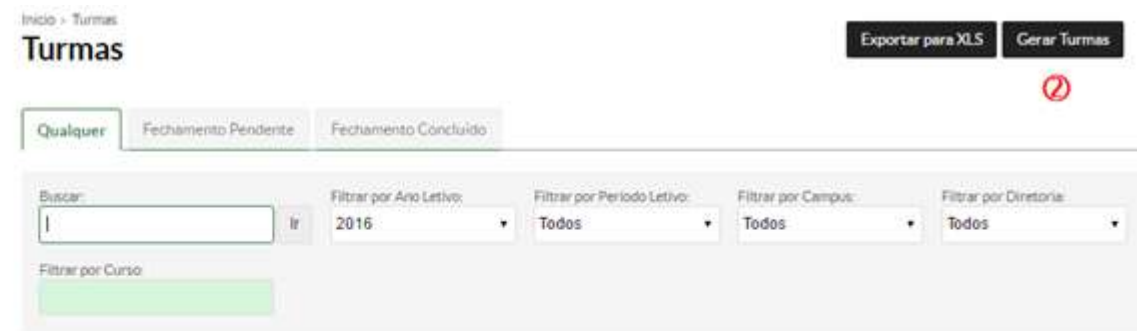 Início > Turmas
Turmas
Exportar para XLS
Gerar Turmas
2
Qualquer
Fechamento Pendente
Fechamento Concluído
Buscar:
Ir
Filtrar por Ano Letivo:
2016
Filtrar por Período Letivo:
Todos
Filtrar por Campus:
Todos
Filtrar por Diretoria:
Todos
Filtrar por Curso: